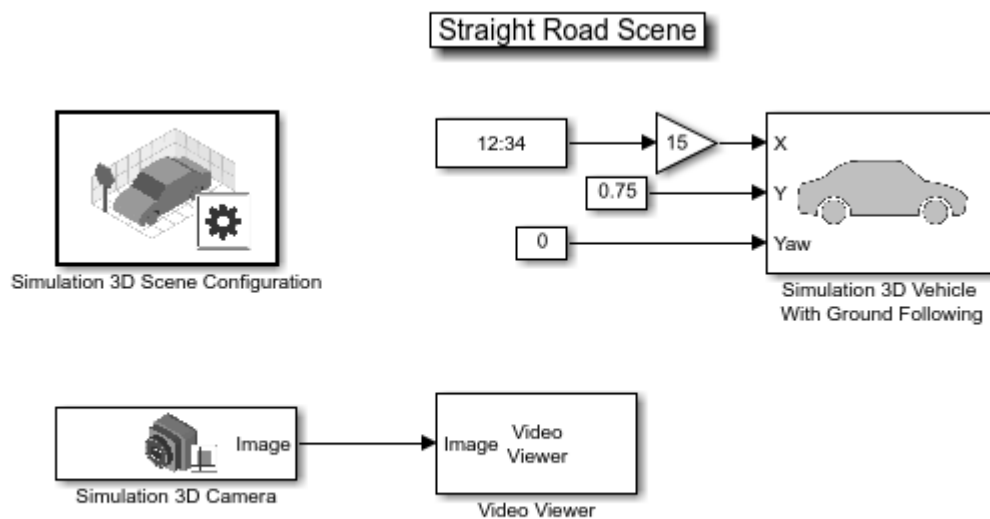 Straight Road Scene
12:34
15
X
0.75
Y
0
Yaw
Simulation 3D Scene Configuration
Simulation 3D Vehicle
With Ground Following
Image
Image
Video
Viewer
Simulation 3D Camera
Video Viewer